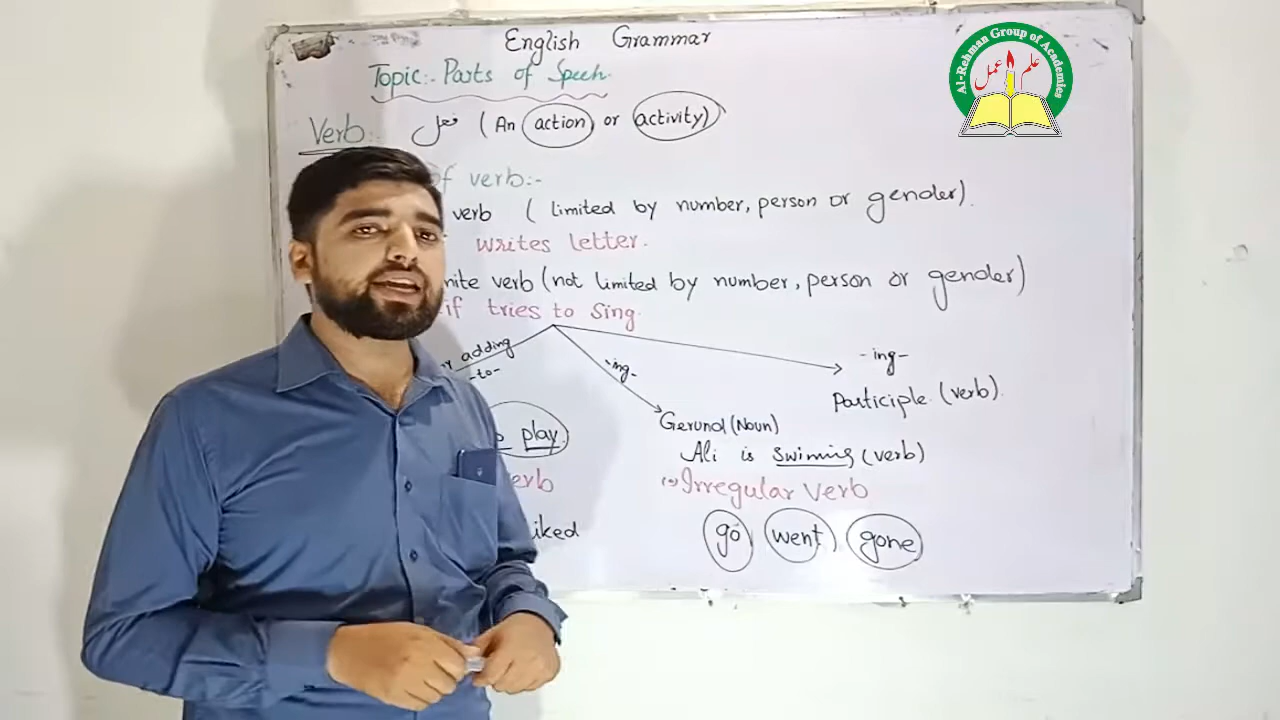 English Grammar
Topic:- Parts of Speech.
Verb:- فعل (An action or activity)
of verb:-
verb (limited by number, person or gender).
writes letter.
nite verb (not limited by number, person or gender)
if tries to sing.
adding
-to-
-ing-
-ing-
Participle (verb).
Gerund (Noun)
play.
Ali is swiming (verb)
erb
Irregular Verb
liked
go, went, gone
Al-Rehman Group of Academies
علم عمل